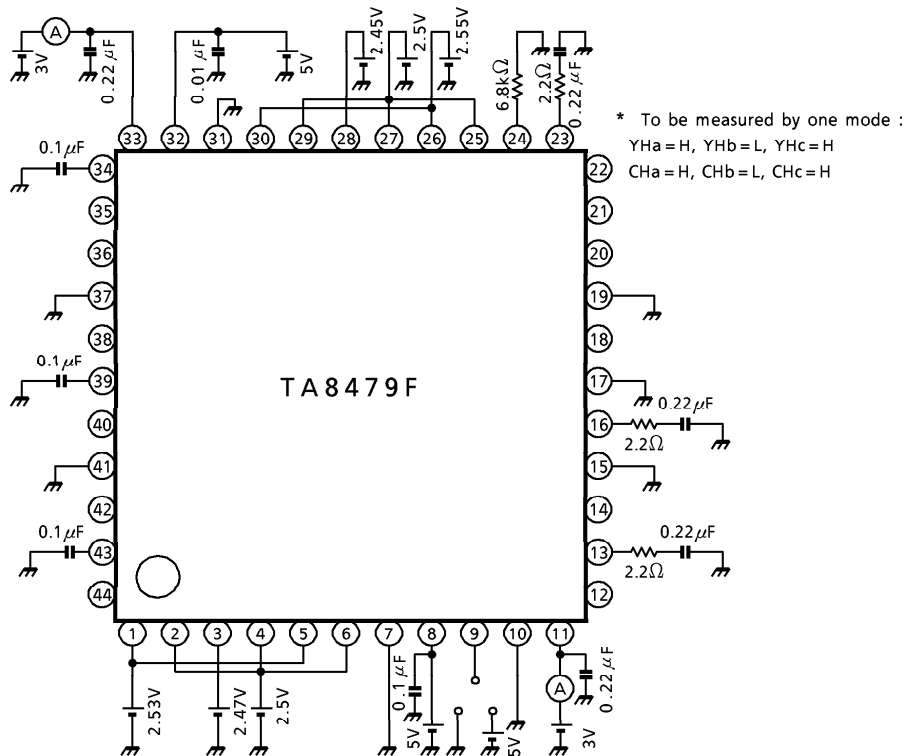 3V
A
0.22 μF
0.01 μF
5V
2.45V
2.5V
2.55V
6.8kΩ
2.2Ω
0.22 μF
33 32 31 30 29 28 27 26 25 24 23
* To be measured by one mode :
YHa = H, YHb = L, YHc = H
CHa = H, CHb = L, CHc = H
0.1 μF
34
35
36
37
38
0.1 μF
39
40
41
42
0.1 μF
43
44
TA8479F
22
21
20
19
18
17
16
0.22 μF
2.2Ω
15
14
13
0.22 μF
2.2Ω
12
1 2 3 4 5 6 7 8 9 10 11
2.53V
2.47V
2.5V
0.1 μF
5V
5V
A
0.22 μF
3V